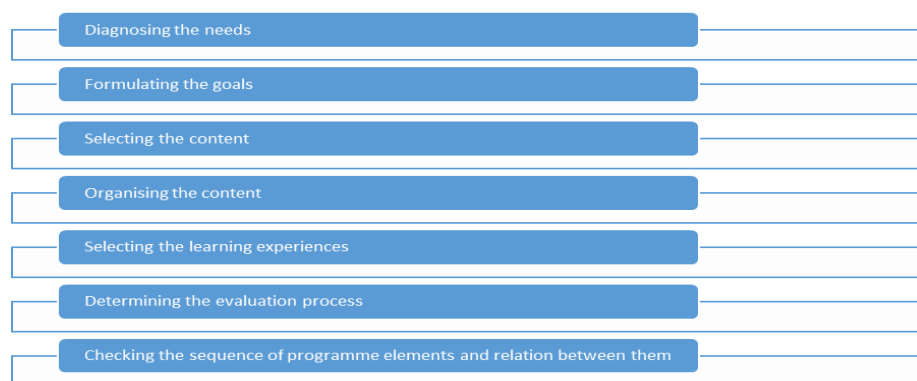 Diagnosing the needs
Formulating the goals
Selecting the content
Organising the content
Selecting the learning experiences
Determining the evaluation process
Checking the sequence of programme elements and relation between them